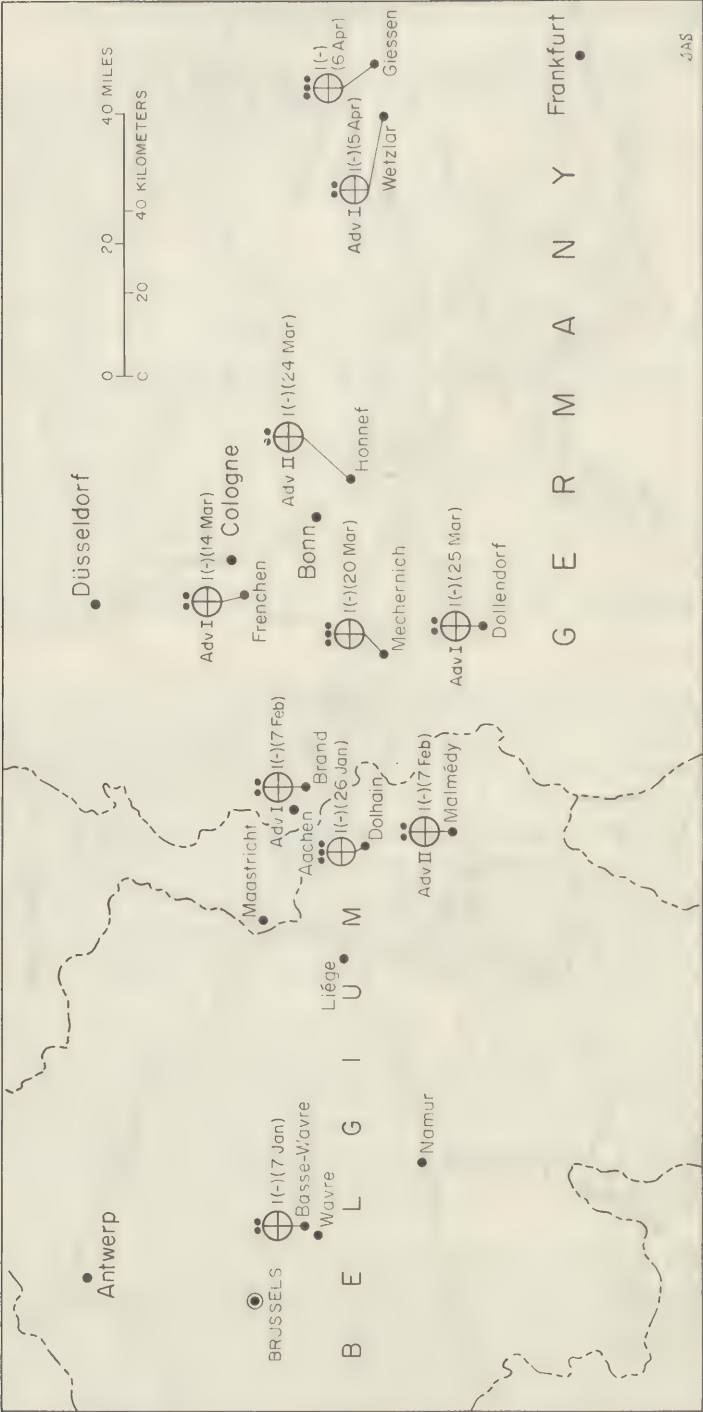 0 20 40 MILES
0 20 40 KILOMETERS
Antwerp
BRUSSELS
I(-)(7 Jan)
Basse-Wavre
Wavre
Namur
Liége
Maastricht
Adv I I(-)(7 Feb)
Brand
Aachen
I(-)(26 Jan)
Dolhain
Adv II I(-)(7 Feb)
Malmédy
BELGIUM
Düsseldorf
Adv I I(-)(14 Mar)
Cologne
Frenchen
Adv II I(-)(24 Mar)
Bonn
Honnef
I(-)(20 Mar)
Mechernich
Adv I I(-)(25 Mar)
Dollendorf
GERMANY
Adv I I(-)(5 Apr)
Wetzlar
I(-)
(6 Apr)
Giessen
Frankfurt
JAS